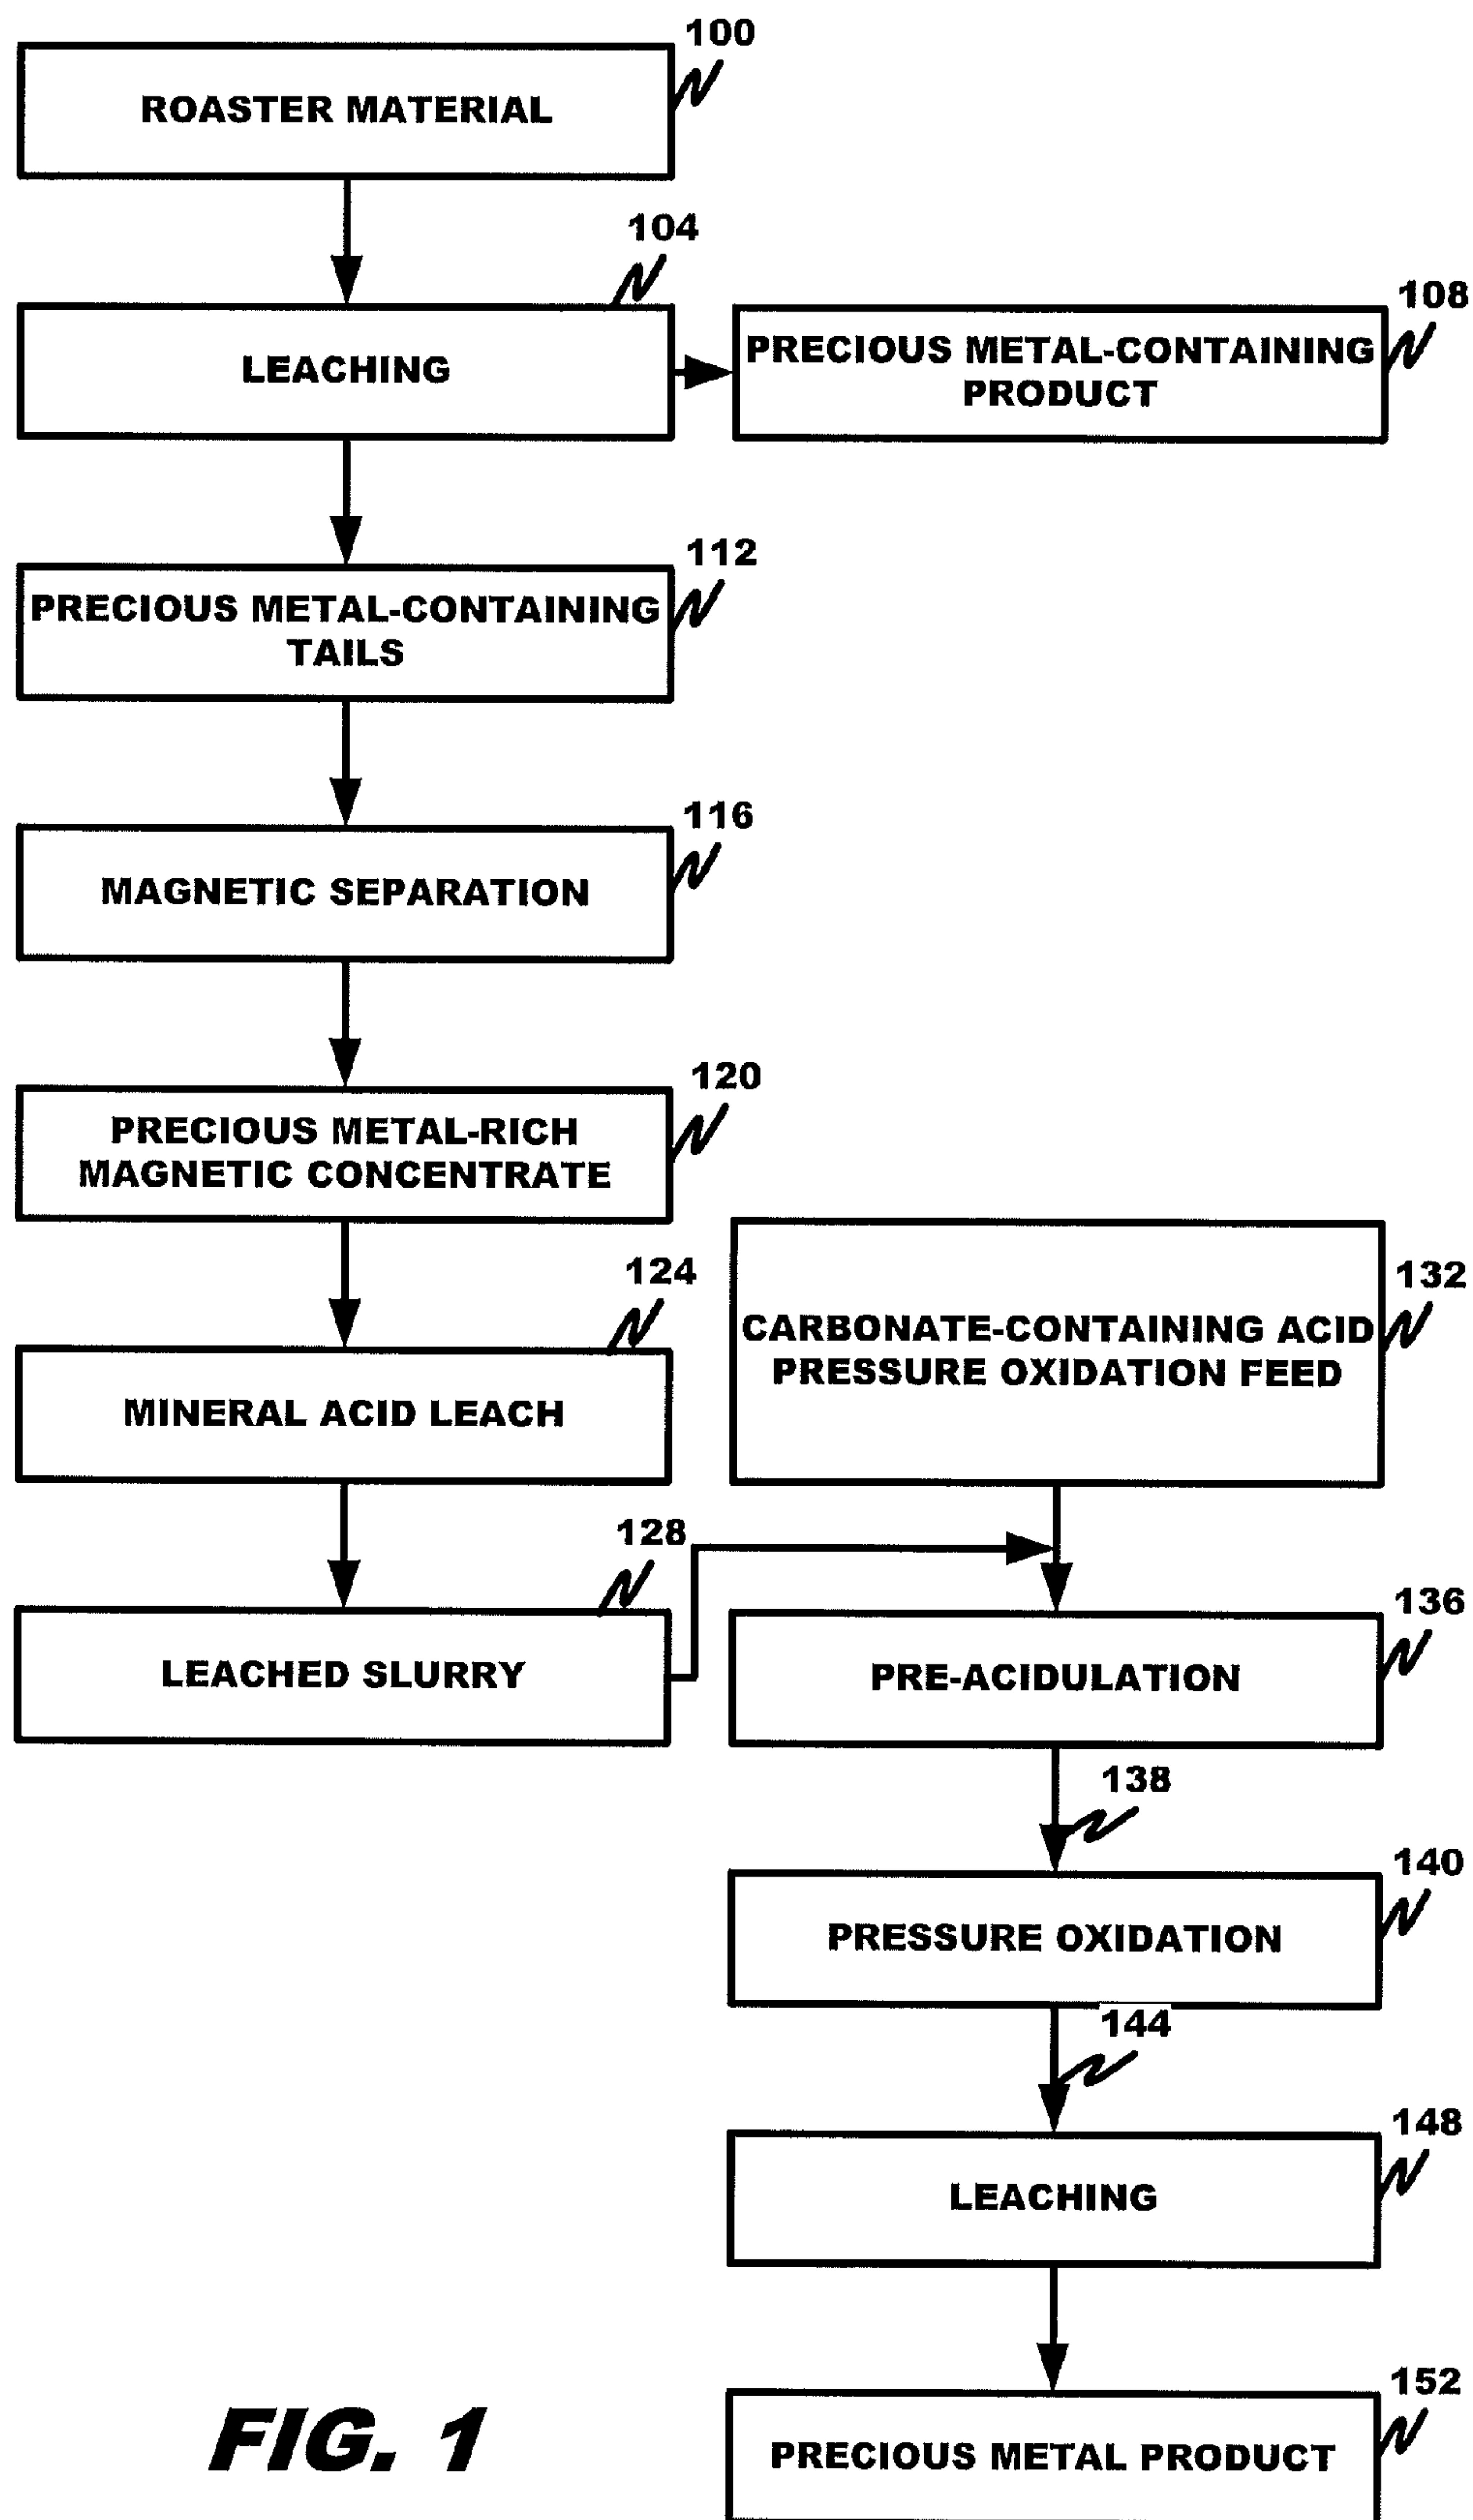 100
ROASTER MATERIAL
104
LEACHING
108
PRECIOUS METAL-CONTAINING
PRODUCT
112
PRECIOUS METAL-CONTAINING
TAILS
116
MAGNETIC SEPARATION
120
PRECIOUS METAL-RICH
MAGNETIC CONCENTRATE
124
MINERAL ACID LEACH
128
LEACHED SLURRY
132
CARBONATE-CONTAINING ACID
PRESSURE OXIDATION FEED
136
PRE-ACIDULATION
138
140
PRESSURE OXIDATION
144
148
LEACHING
152
PRECIOUS METAL PRODUCT
FIG. 1